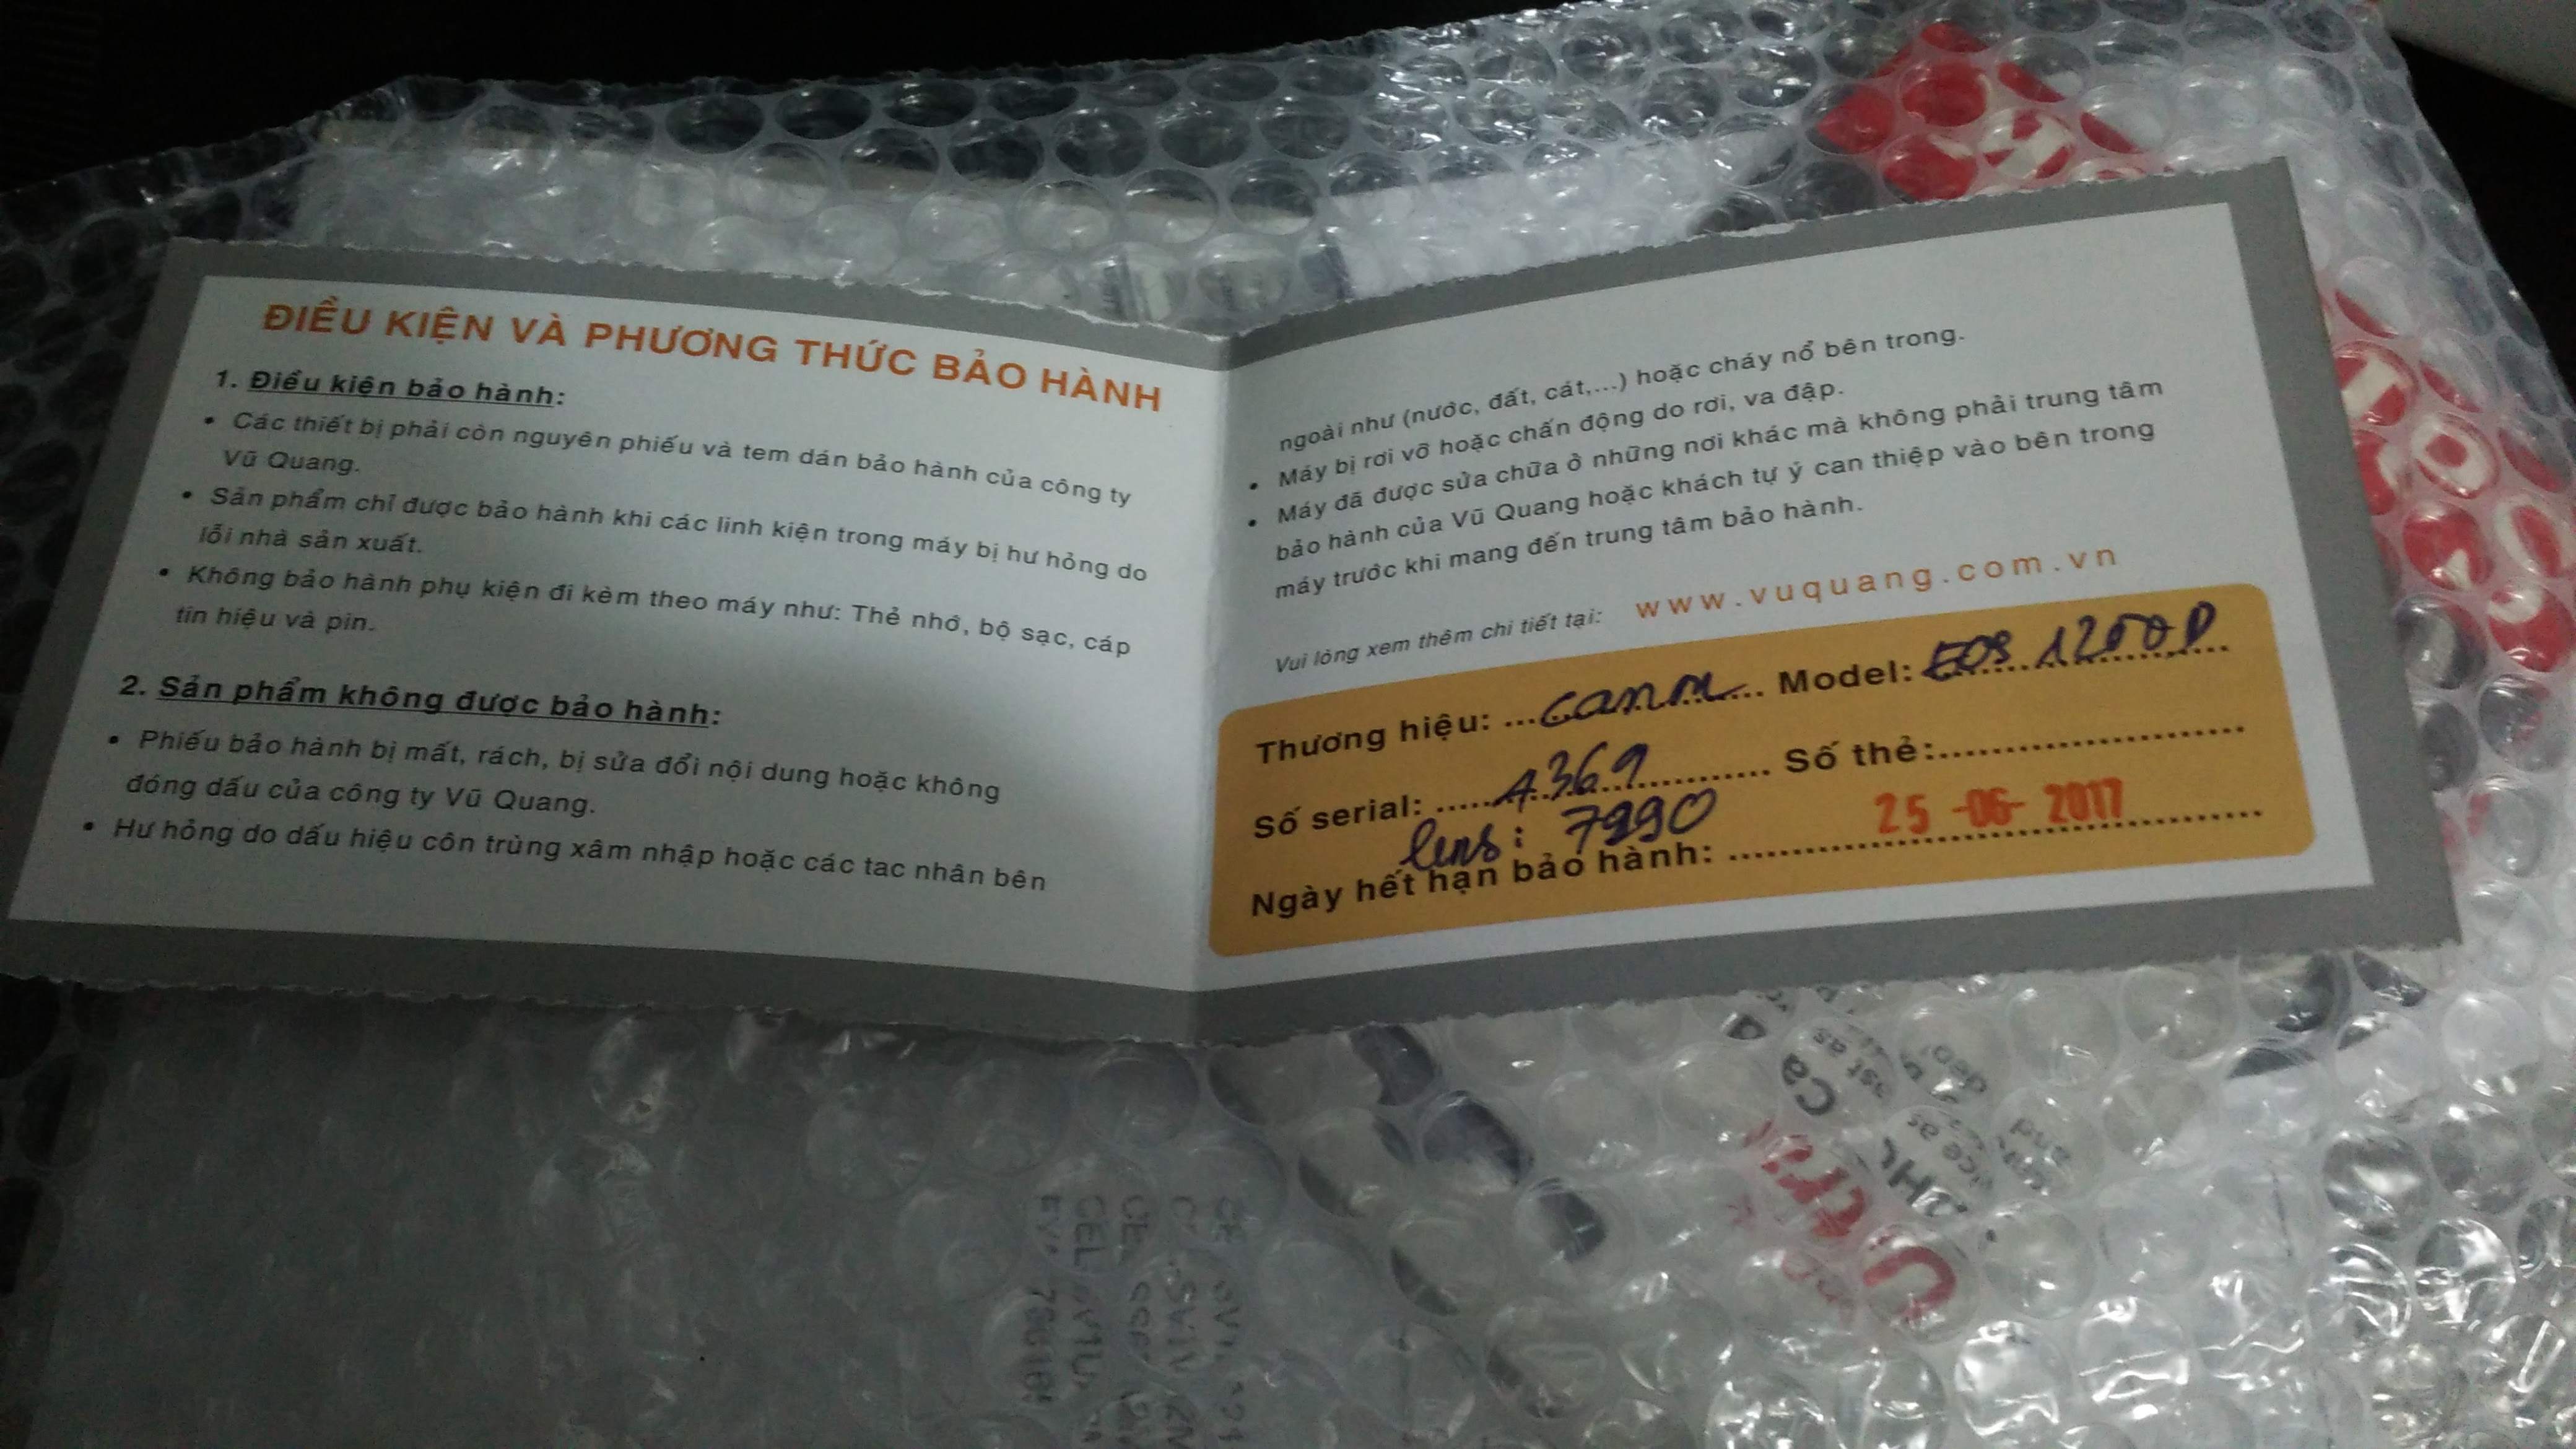 ĐIỀU KIỆN VÀ PHƯƠNG THỨC BẢO HÀNH
1. Điều kiện bảo hành:
• Các thiết bị phải còn nguyên phiếu và tem dán bảo hành của công ty
Vũ Quang.
• Sản phẩm chỉ được bảo hành khi các linh kiện trong máy bị hư hỏng do
lỗi nhà sản xuất.
• Không bảo hành phụ kiện đi kèm theo máy như: Thẻ nhớ, bộ sạc, cáp
tín hiệu và pin.
2. Sản phẩm không được bảo hành:
• Phiếu bảo hành bị mất, rách, bị sửa đổi nội dung hoặc không
đóng dấu của công ty Vũ Quang.
• Hư hỏng do dấu hiệu côn trùng xâm nhập hoặc các tac nhân bên
ngoài như (nước, đất, cát,...) hoặc cháy nổ bên trong.
• Máy bị rơi vỡ hoặc chấn động do rơi, va đập.
• Máy đã được sửa chữa ở những nơi khác mà không phải trung tâm
bảo hành của Vũ Quang hoặc khách tự ý can thiệp vào bên trong
máy trước khi mang đến trung tâm bảo hành.
Vui lòng xem thêm chi tiết tại: www.vuquang.com.vn
Thương hiệu: ...Canon... Model: EOS 1200D
Số serial: ......1369............ Số thẻ:........................
lens: 7990
Ngày hết hạn bảo hành: ......25-06-2017......
DHL